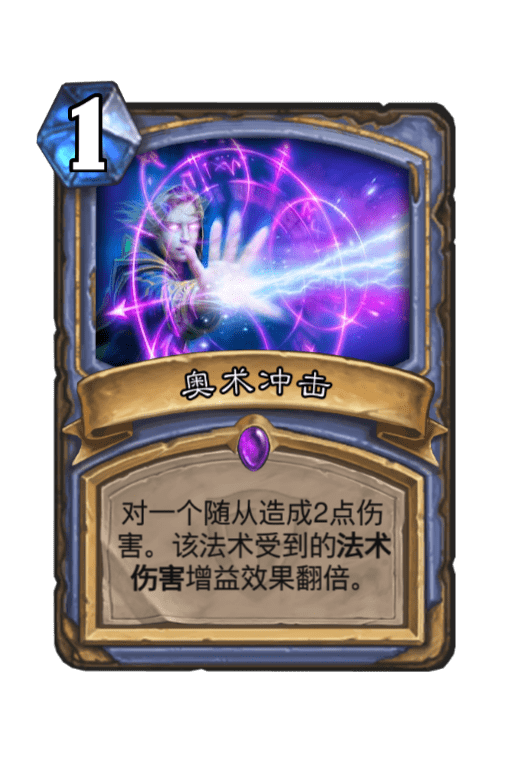 1
奥术冲击
对一个随从造成2点伤
害。该法术受到的法术
伤害增益效果翻倍。